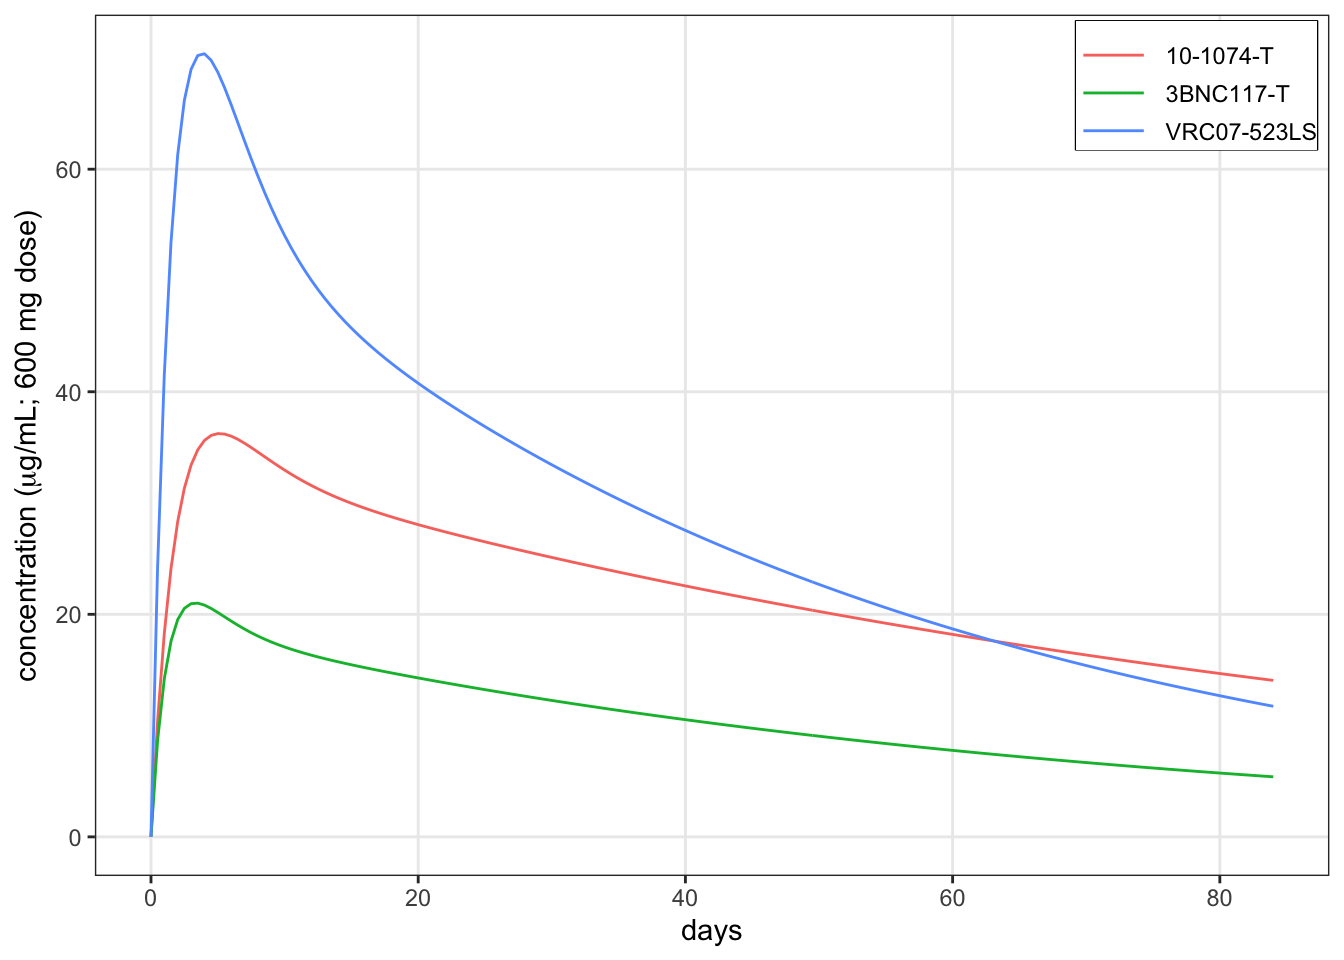 10-1074-T
3BNC117-T
VRC07-523LS
concentration (μg/mL; 600 mg dose)
60
40
20
0
0 20 40 60 80
days